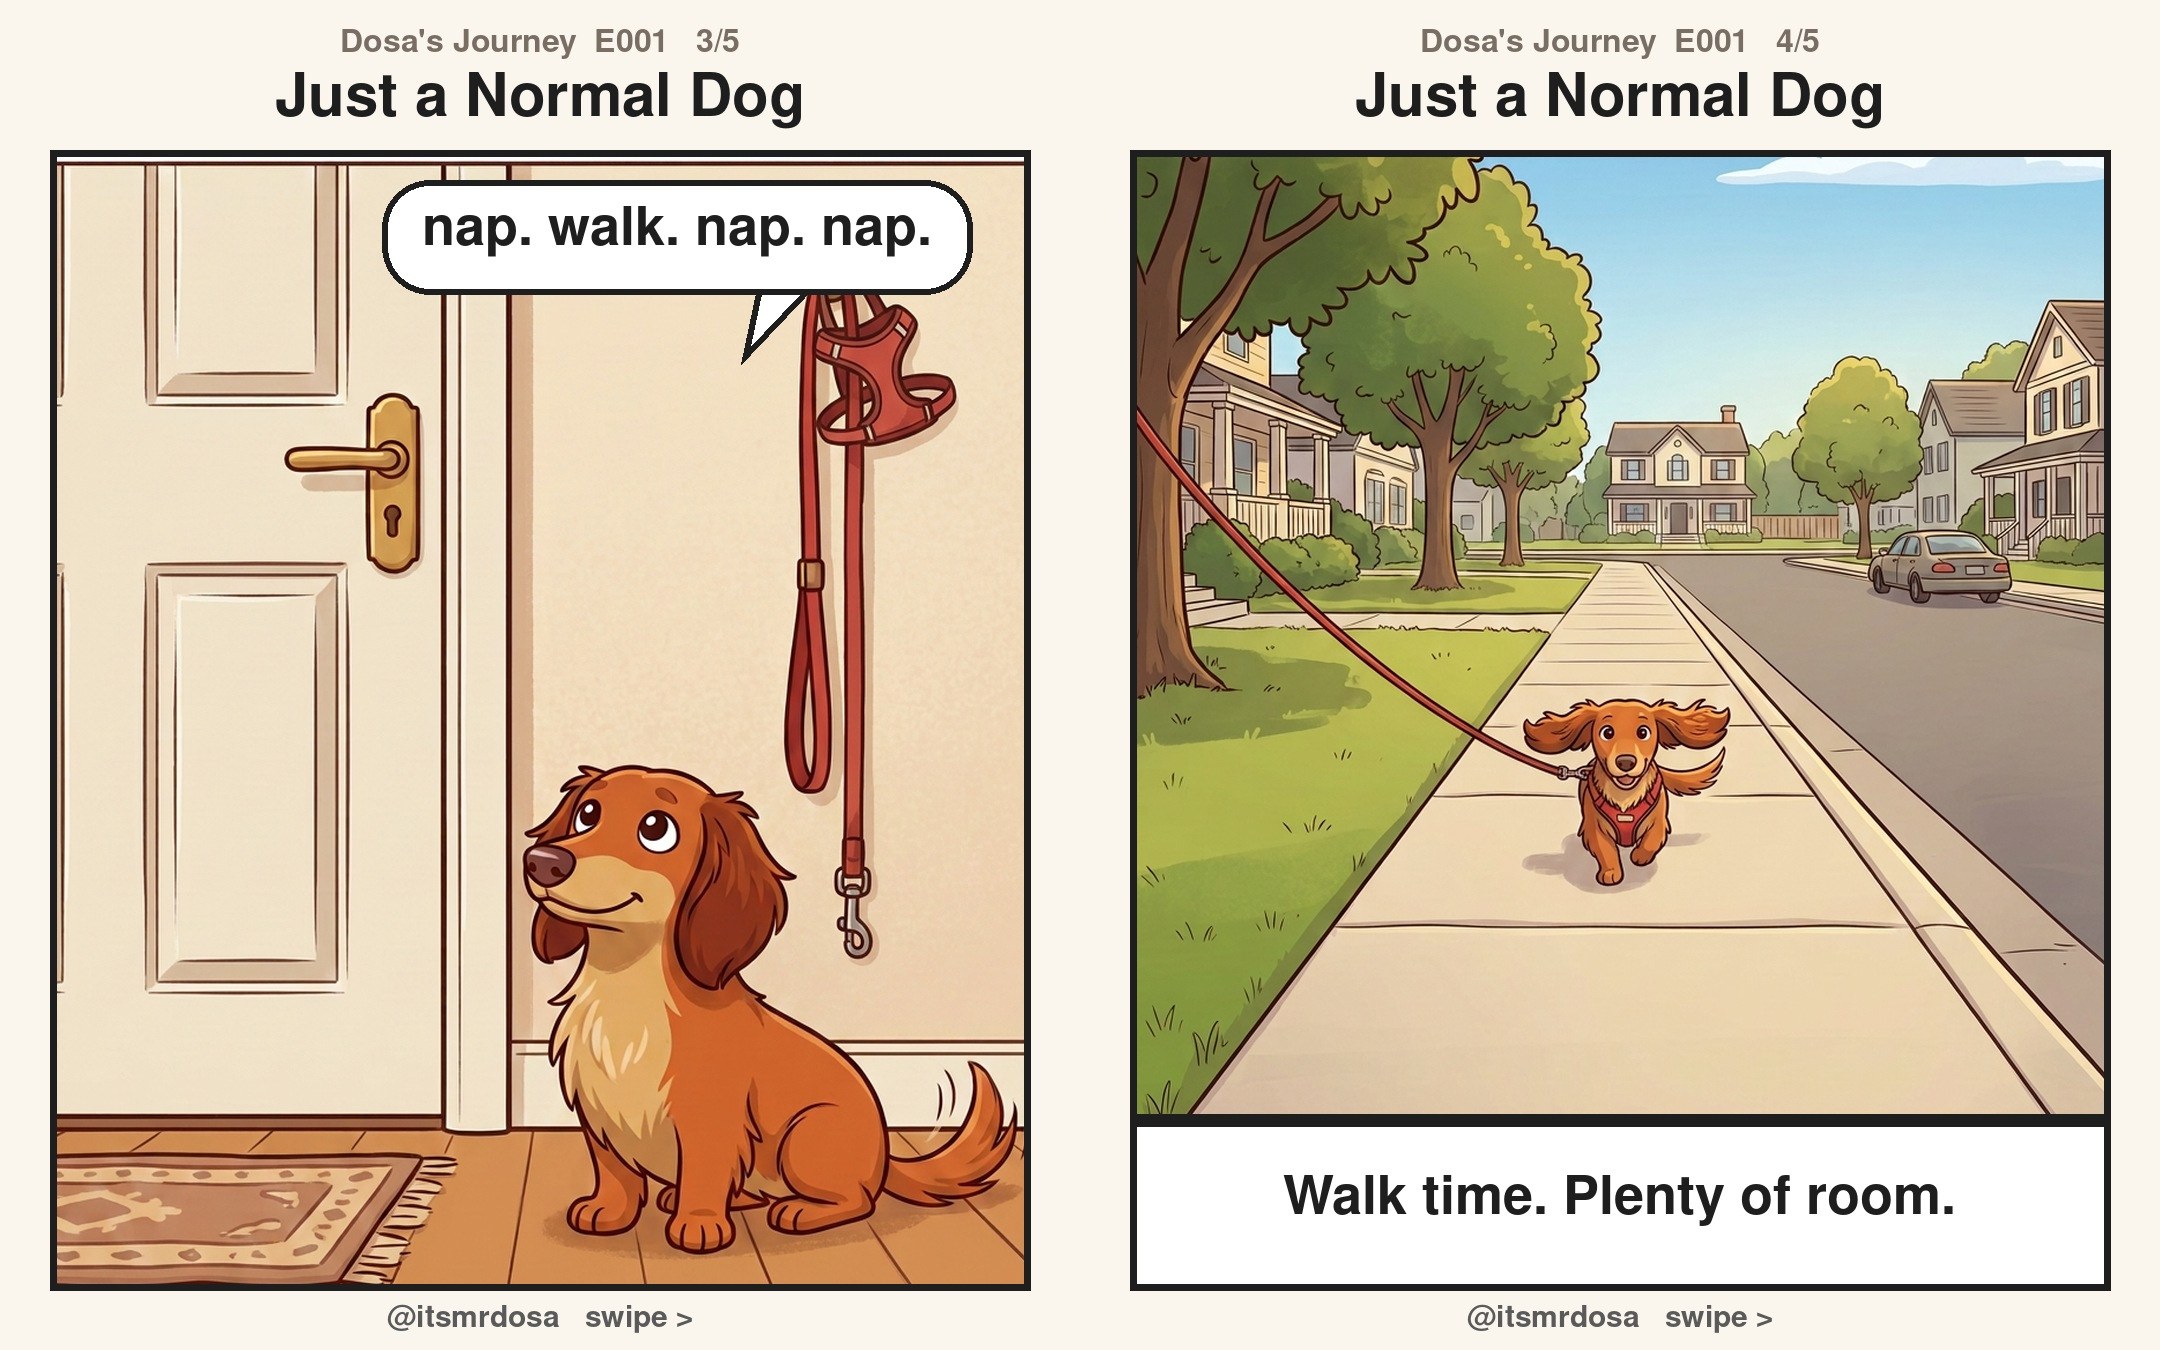 Dosa's Journey E001 3/5
Just a Normal Dog
nap. walk. nap. nap.
@itsmrdosa swipe >
Dosa's Journey E001 4/5
Just a Normal Dog
Walk time. Plenty of room.
@itsmrdosa swipe >